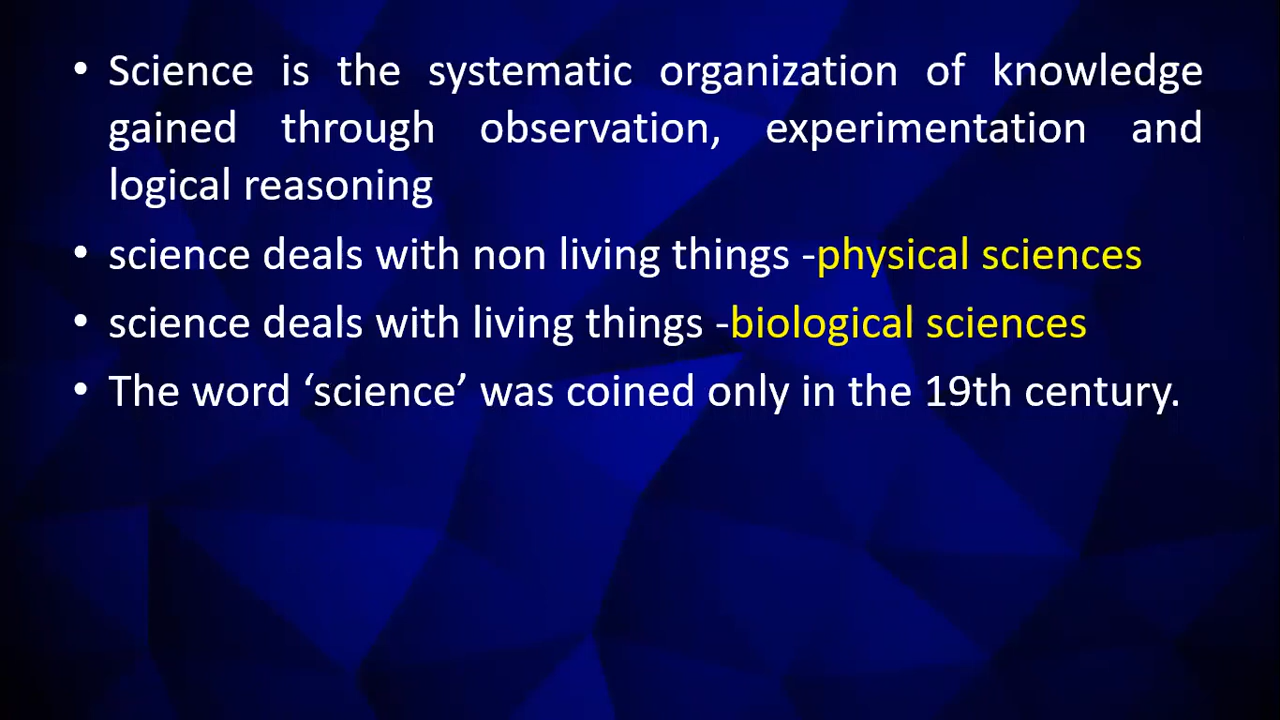 • Science is the systematic organization of knowledge
gained through observation, experimentation and
logical reasoning
• science deals with non living things -physical sciences
• science deals with living things -biological sciences
• The word ‘science’ was coined only in the 19th century.